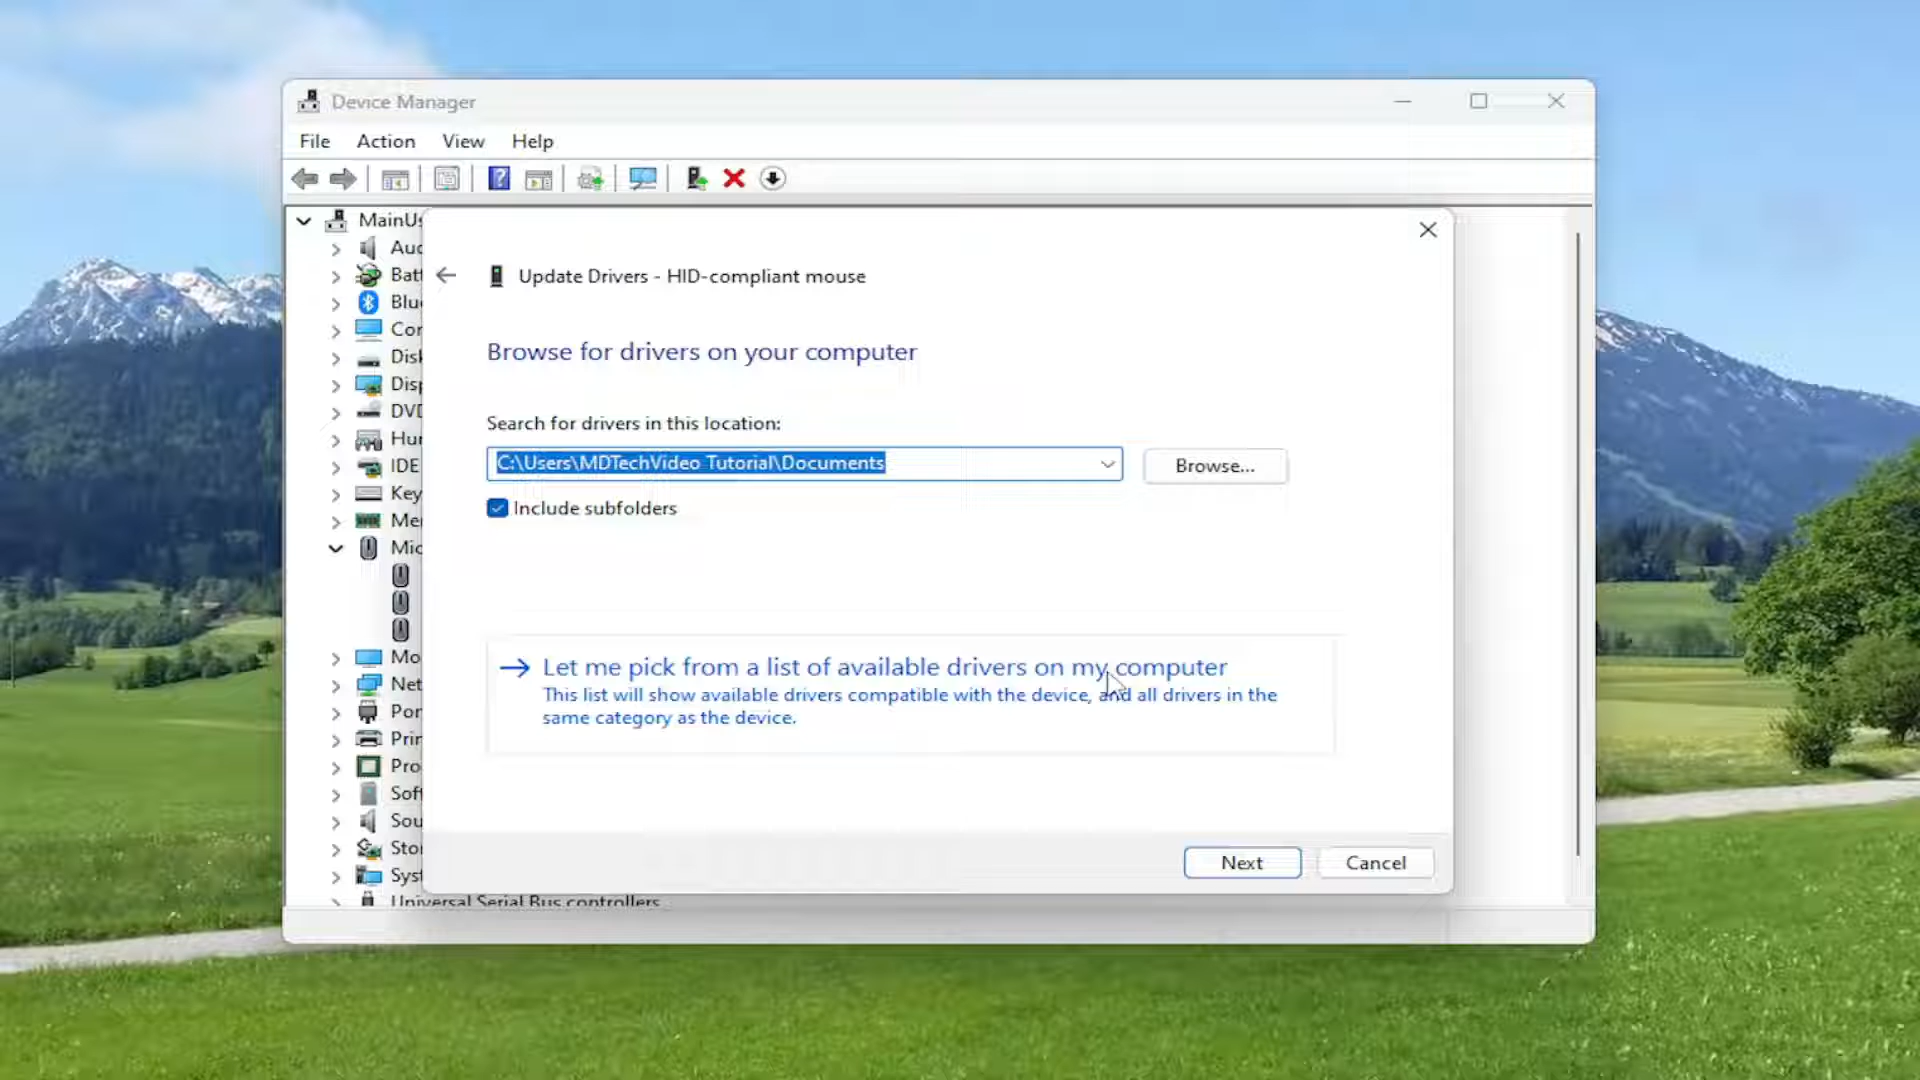 Device Manager
File Action View Help
MainUs
Aud
Batt
Update Drivers - HID-compliant mouse
Blu
Cor
Browse for drivers on your computer
Disk
Disp
DVD
Search for drivers in this location:
Hur
C:\Users\MDTechVideo Tutorial\Documents
Browse...
IDE
Key
Include subfolders
Mer
Mic
Mo
Let me pick from a list of available drivers on my computer
Net
This list will show available drivers compatible with the device, and all drivers in the
Por
same category as the device.
Prin
Pro
Soft
Sou
Stor
Next Cancel
Syst
Universal Serial Bus controllers